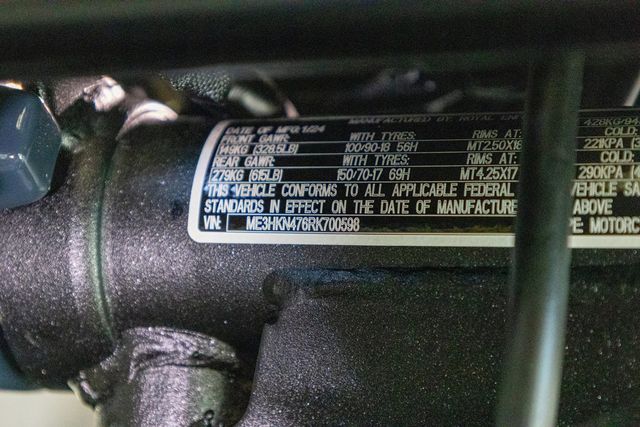 MANUFACTURED BY: ROYAL 428KG/
DATE OF MFG.1/24 WITH TYRES: RIMS AT: COLD:
FRONT GAWR:
149KG (328.5LB) 100/90-18 56H MT2.50X18 221KPA
REAR GAWR: WITH TYRES: RIMS AT: COLD:
279KG (615LB) 150/70-17 69H MT4.25X17 290KPA
THIS VEHICLE CONFORMS TO ALL APPLICABLE FEDERAL VEHICLE
STANDARDS IN EFFECT ON THE DATE OF MANUFACTURE ABOVE
VIN: ME3HKN476RK700598